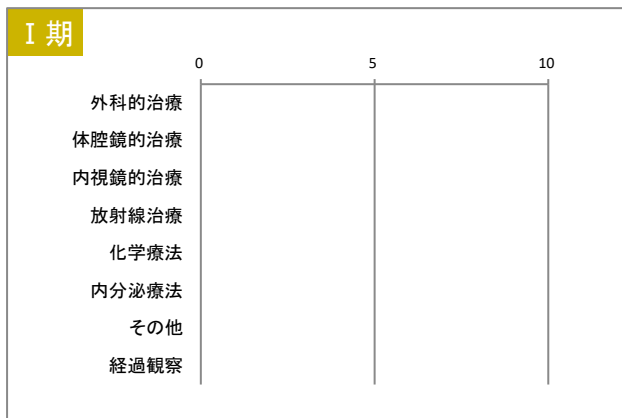 Ⅰ期
0 5 10
外科的治療
体腔鏡的治療
内視鏡的治療
放射線治療
化学療法
内分泌療法
その他
経過観察